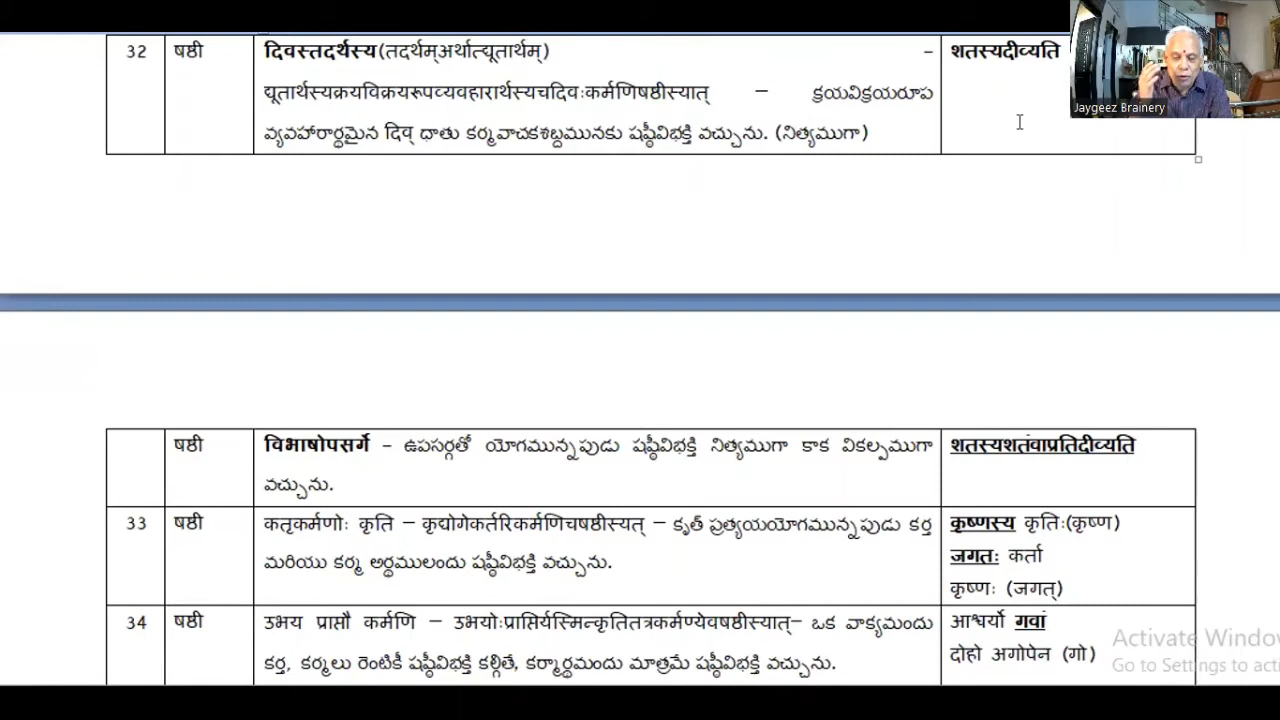 32 षष्ठी दिवस्तदर्थस्य(तदर्थम्अर्थात्द्यूतार्थम्) – शतस्यदीव्यति
द्यूतार्थस्यक्रयविक्रयरूपव्यवहारार्थस्यचदिवःकर्मणिषष्ठीस्यात् – క్రయవిక్రయరూప
వ్యవహారార్థమైన दिव् ధాతు కర్మవాచకశబ్దమునకు షష్ఠీవిభక్తి వచ్చును. (నిత్యముగా)
Jaygeez Brainery
षष्ठी विभाषोपसर्गे - ఉపసర్గతో యోగమున్నపుడు షష్ఠీవిభక్తి నిత్యముగా కాక వికల్పముగా शतस्यशतंवाप्रतिदीव्यति
వచ్చును.
33 षष्ठी कतृकर्मणोः कृति – कृद्योगेकर्तरिकर्मणिचषष्ठीस्यत् – కృత్ ప్రత్యయయోగమున్నపుడు కర్త कृष्णस्य कृतिः(कृष्ण)
మరియు కర్మ అర్థములందు షష్ఠీవిభక్తి వచ్చును. जगतः कर्ता
कृष्णः (जगत्)
34 षष्ठी उभय प्राप्तौ कर्मणि – उभयोःप्राप्तिर्यस्मिन्कृतितत्रकर्मण्येवषष्ठीस्यात्– ఒక వాక్యమందు आश्चर्यो गवां
కర్త, కర్మలు రెంటికీ షష్ఠీవిభక్తి కల్గితే, కర్మార్థమందు మాత్రమే షష్ఠీవిభక్తి వచ్చును. दोहो अगोपेन (गो)
Activate Window
Go to Settings to acti